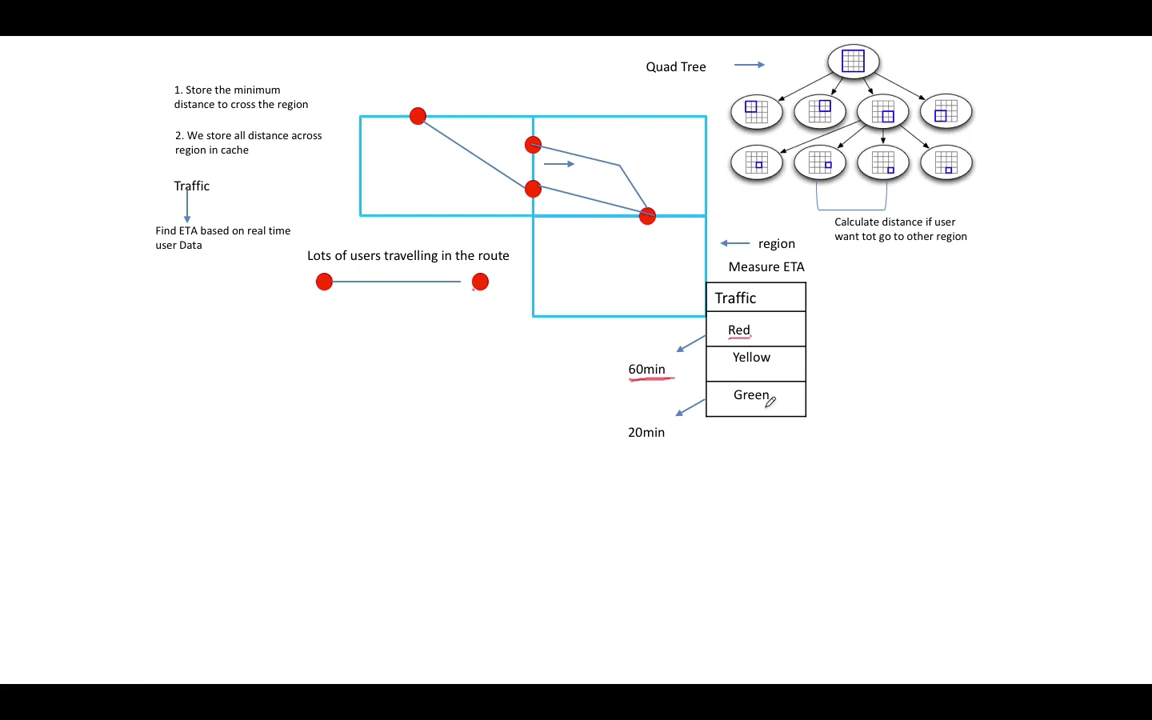 Quad Tree
1. Store the minimum
distance to cross the region
2. We store all distance across
region in cache
Traffic
Find ETA based on real time
user Data
Lots of users travelling in the route
Calculate distance if user
want tot go to other region
region
Measure ETA
Traffic
Red
Yellow
Green
60min
20min